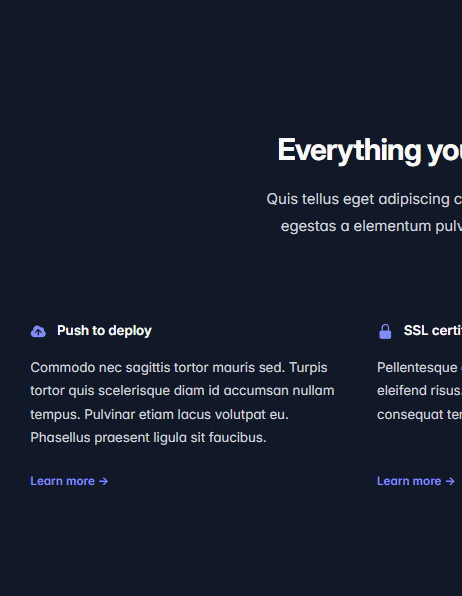 Everything you
Quis tellus eget adipiscing c
egestas a elementum pulv
Push to deploy
Commodo nec sagittis tortor mauris sed. Turpis
tortor quis scelerisque diam id accumsan nullam
tempus. Pulvinar etiam lacus volutpat eu.
Phasellus praesent ligula sit faucibus.
Learn more →
SSL certif
Pellentesque
eleifend risus.
consequat ter
Learn more →